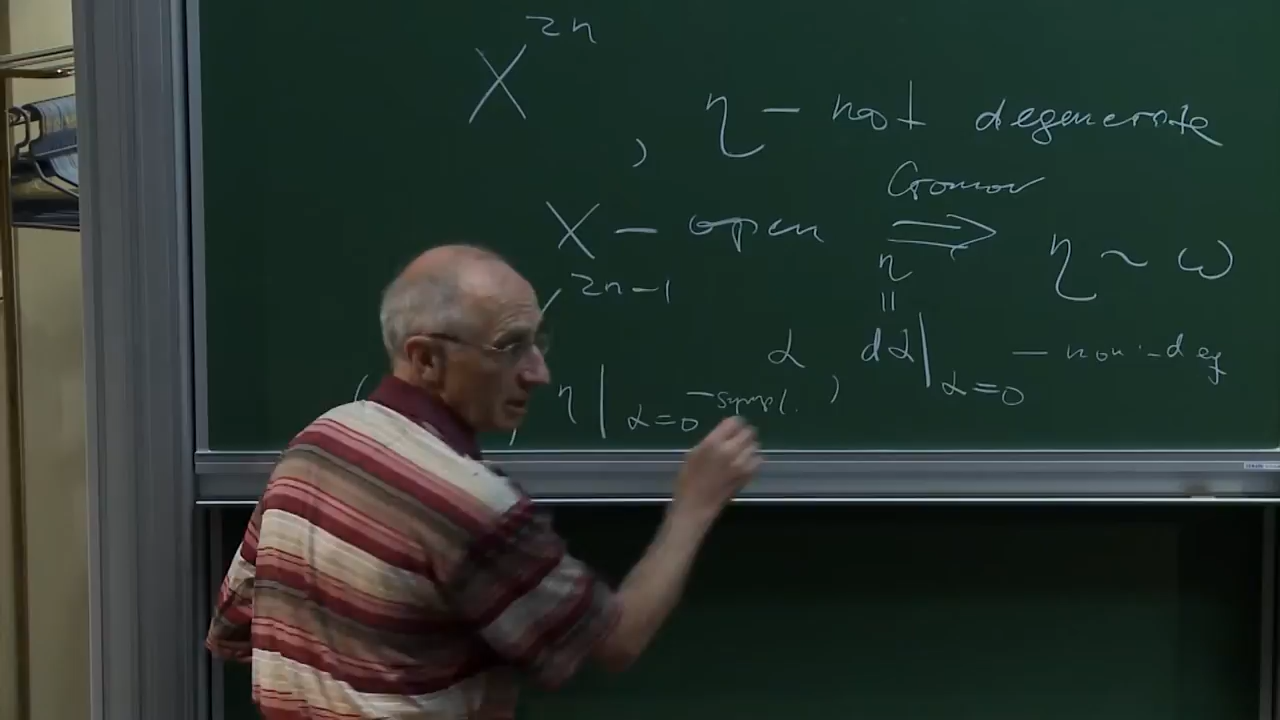 X^{2n}
, η — not degenerate
Gromov
X — open ⟹ η ~ ω
2n-1
η
||
α dα|_{α=0} — non-deg
( η|_{α=0} - sympl. )